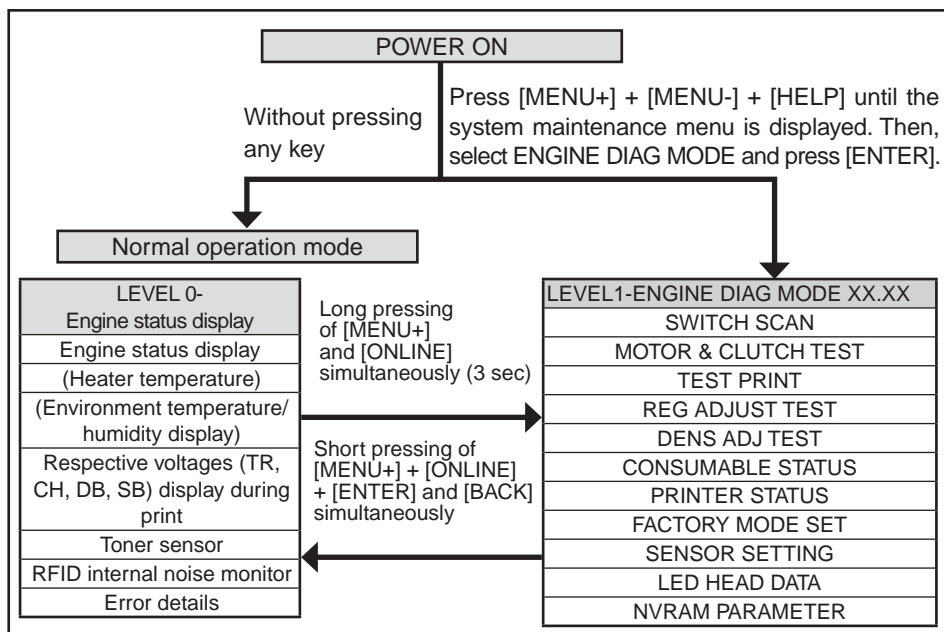 POWER ON
Without pressing
any key
Press [MENU+] + [MENU-] + [HELP] until the
system maintenance menu is displayed. Then,
select ENGINE DIAG MODE and press [ENTER].
Normal operation mode
LEVEL 0-
Engine status display
Engine status display
(Heater temperature)
(Environment temperature/
humidity display)
Respective voltages (TR,
CH, DB, SB) display during
print
Toner sensor
RFID internal noise monitor
Error details
Long pressing
of [MENU+]
and [ONLINE]
simultaneously (3 sec)
Short pressing of
[MENU+] + [ONLINE]
+ [ENTER] and [BACK]
simultaneously
LEVEL1-ENGINE DIAG MODE XX.XX
SWITCH SCAN
MOTOR & CLUTCH TEST
TEST PRINT
REG ADJUST TEST
DENS ADJ TEST
CONSUMABLE STATUS
PRINTER STATUS
FACTORY MODE SET
SENSOR SETTING
LED HEAD DATA
NVRAM PARAMETER